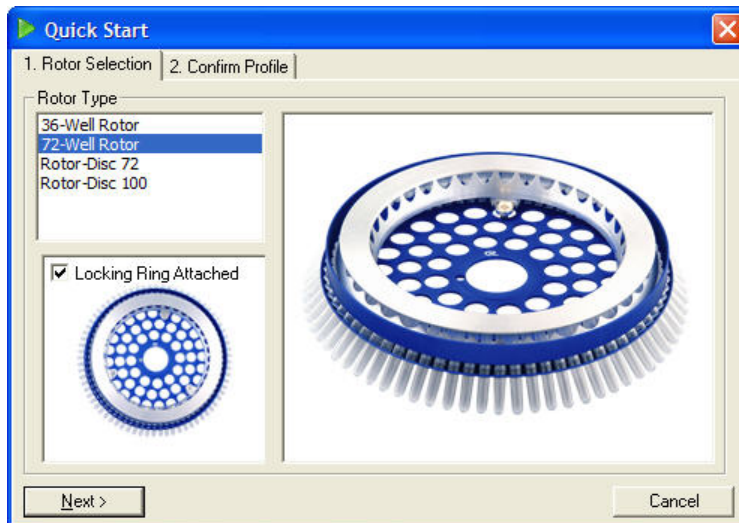 Quick Start
1. Rotor Selection
2. Confirm Profile
Rotor Type
36-Well Rotor
72-Well Rotor
Rotor-Disc 72
Rotor-Disc 100
Locking Ring Attached
Next >
Cancel